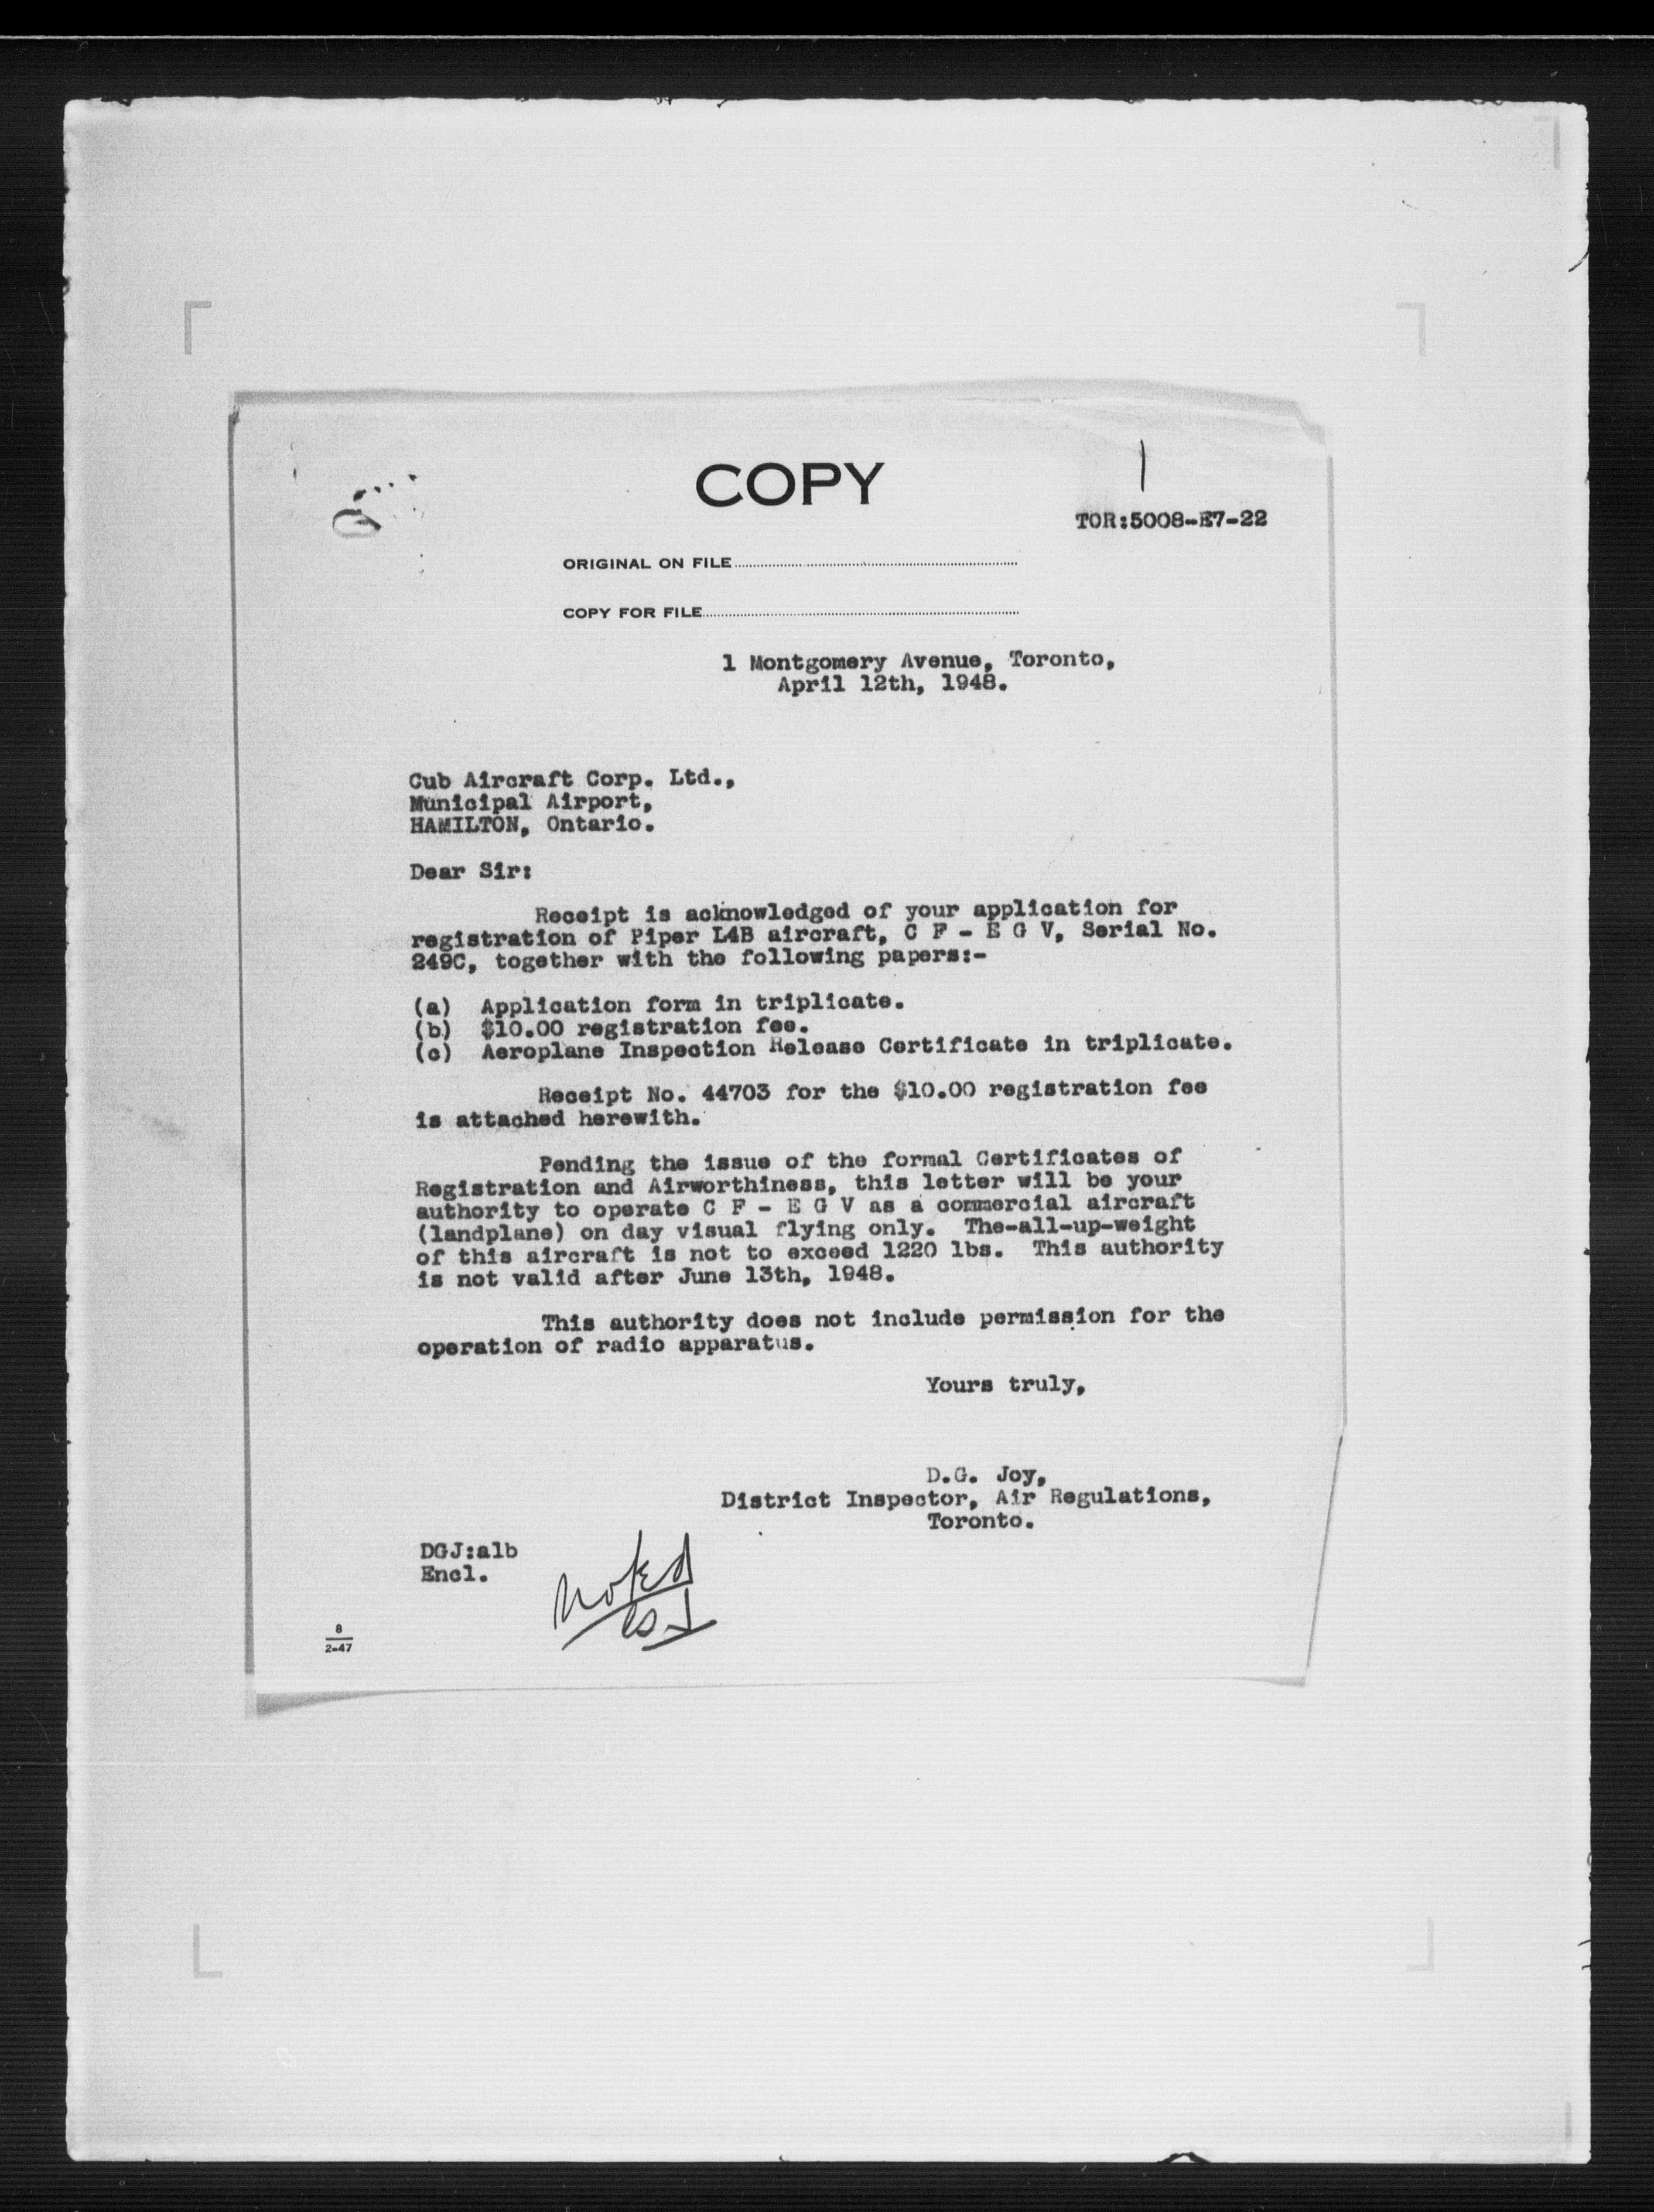 COPY
TOR:5008-E7-22
ORIGINAL ON FILE
COPY FOR FILE
1 Montgomery Avenue, Toronto,
April 12th, 1948.
Cub Aircraft Corp. Ltd.,
Municipal Airport,
HAMILTON, Ontario.
Dear Sir:
Receipt is acknowledged of your application for
registration of Piper L4B aircraft, C F - E G V, Serial No.
249C, together with the following papers:-
(a) Application form in triplicate.
(b) $10.00 registration fee.
(c) Aeroplane Inspection Release Certificate in triplicate.
Receipt No. 44703 for the $10.00 registration fee
is attached herewith.
Pending the issue of the formal Certificates of
Registration and Airworthiness, this letter will be your
authority to operate C F - E G V as a commercial aircraft
(landplane) on day visual flying only. The-all-up-weight
of this aircraft is not to exceed 1220 lbs. This authority
is not valid after June 13th, 1948.
This authority does not include permission for the
operation of radio apparatus.
Yours truly,
D.G. Joy,
District Inspector, Air Regulations,
Toronto.
DGJ:alb
Encl.
Noted
8
2-47